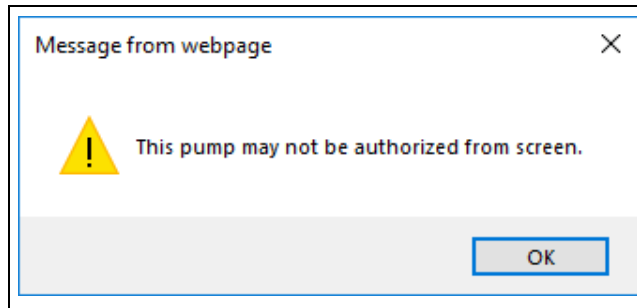 Message from webpage
This pump may not be authorized from screen.
OK